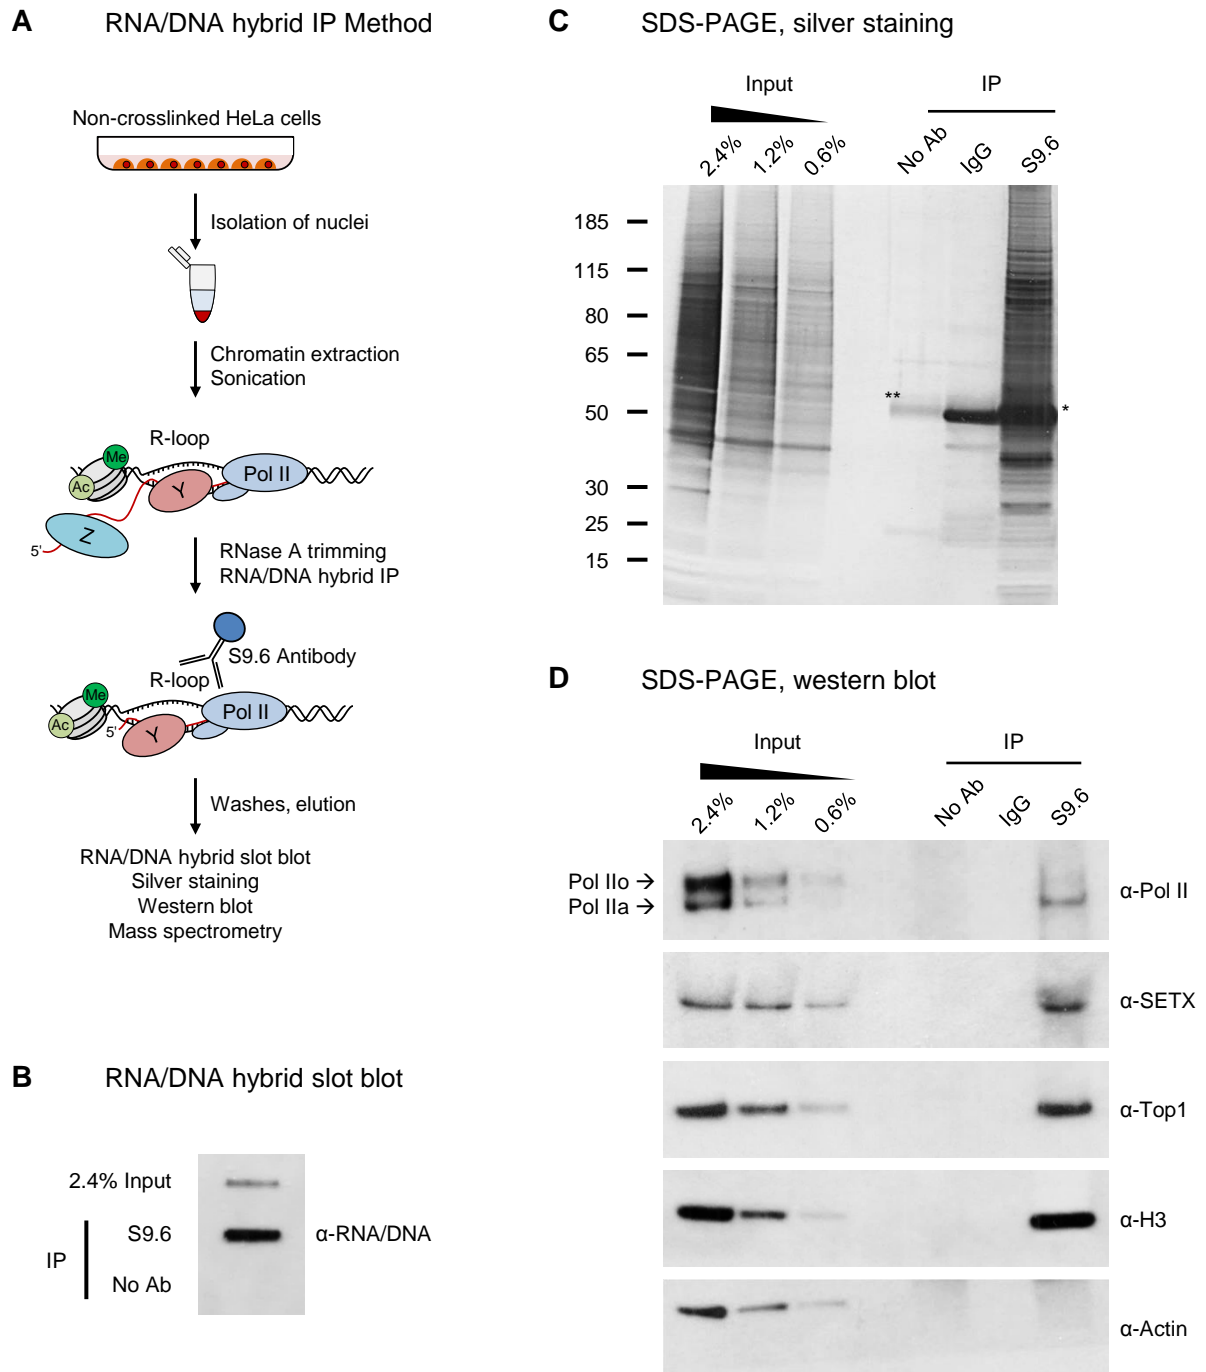 A RNA/DNA hybrid IP Method
Non-crosslinked HeLa cells
Isolation of nuclei
Chromatin extraction
Sonication
R-loop
Me
Ac
Y
Pol II
Z
5'
RNase A trimming
RNA/DNA hybrid IP
S9.6 Antibody
R-loop
Me
Ac
5'
Y
Pol II
Washes, elution
RNA/DNA hybrid slot blot
Silver staining
Western blot
Mass spectrometry
B RNA/DNA hybrid slot blot
2.4% Input
IP
S9.6
No Ab
α-RNA/DNA
C SDS-PAGE, silver staining
Input IP
2.4% 1.2% 0.6% No Ab IgG S9.6
185
115
80
65
50
30
25
15
**
*
D SDS-PAGE, western blot
Input IP
2.4% 1.2% 0.6% No Ab IgG S9.6
Pol IIo →
Pol IIa →
α-Pol II
α-SETX
α-Top1
α-H3
α-Actin